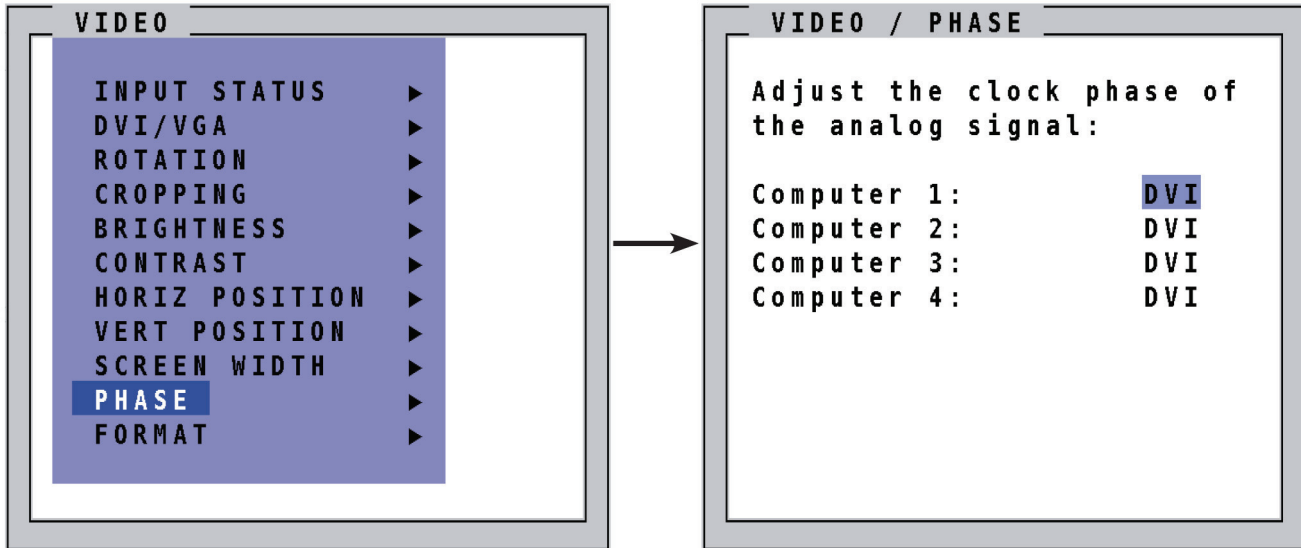 VIDEO
INPUT STATUS ▶
DVI/VGA ▶
ROTATION ▶
CROPPING ▶
BRIGHTNESS ▶
CONTRAST ▶
HORIZ POSITION ▶
VERT POSITION ▶
SCREEN WIDTH ▶
PHASE ▶
FORMAT ▶
VIDEO / PHASE
Adjust the clock phase of
the analog signal:
Computer 1: DVI
Computer 2: DVI
Computer 3: DVI
Computer 4: DVI